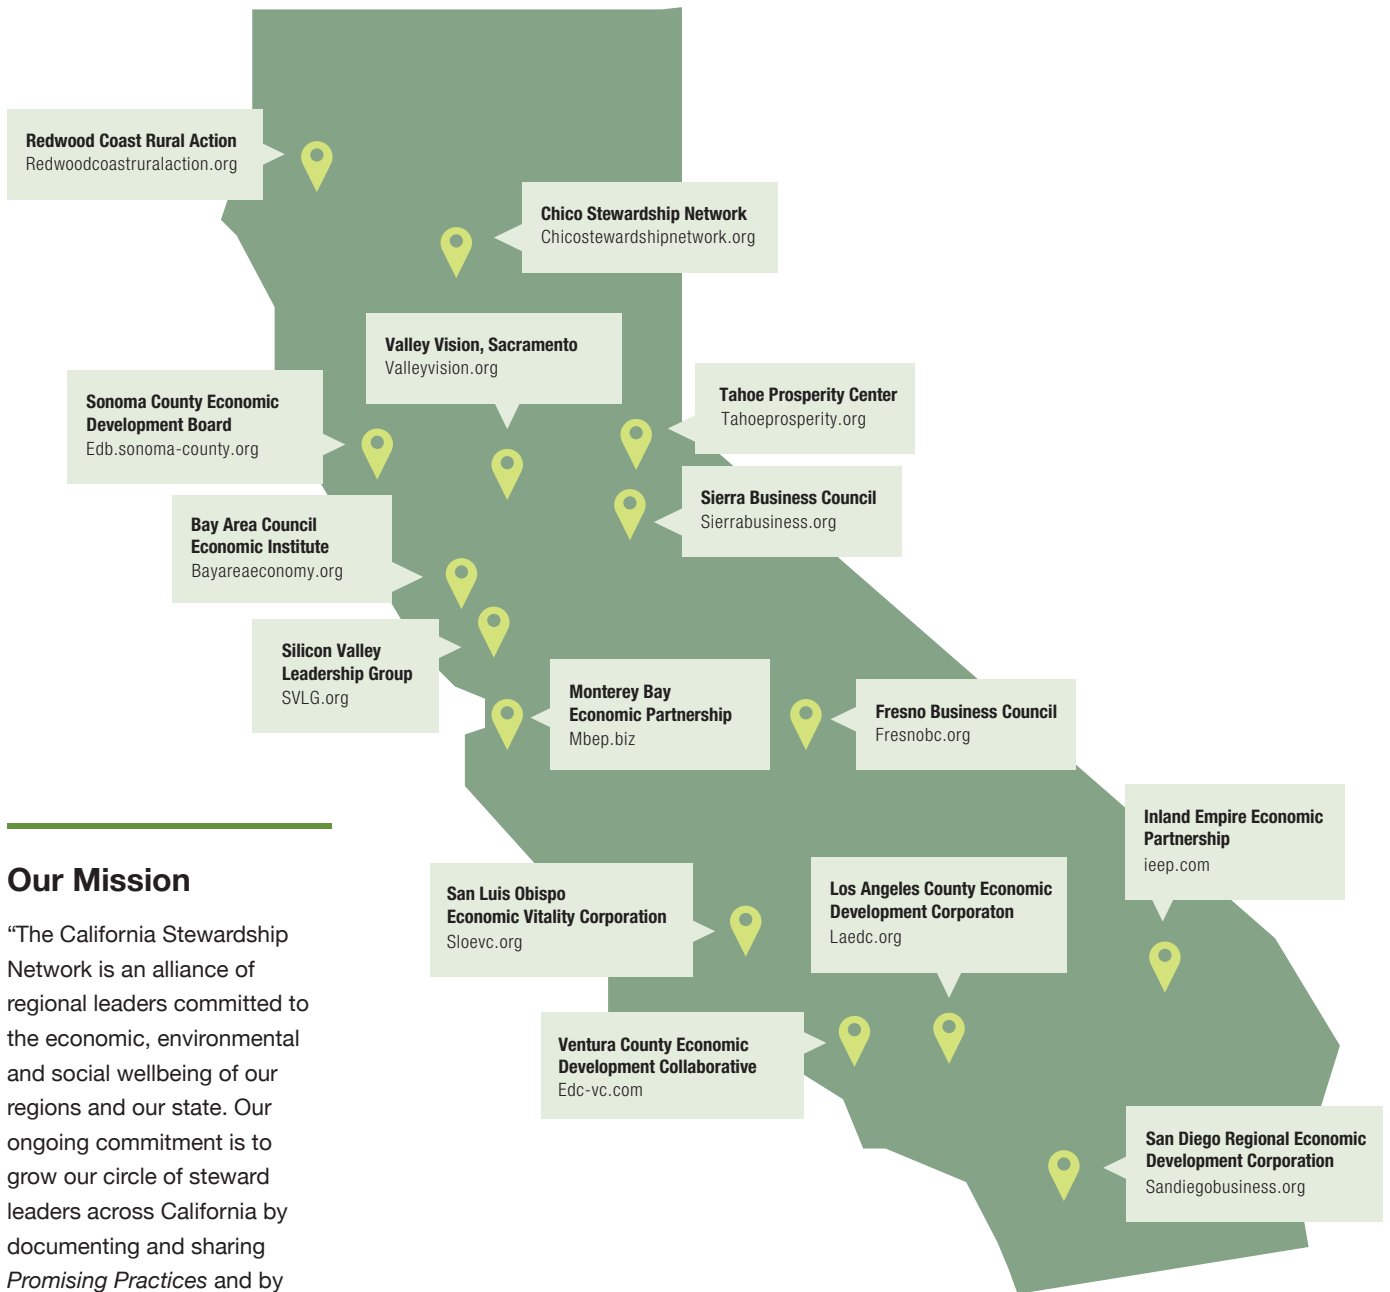 Redwood Coast Rural Action
Redwoodcoastruralaction.org
Chico Stewardship Network
Chicostewardshipnetwork.org
Valley Vision, Sacramento
Valleyvision.org
Tahoe Prosperity Center
Tahoeprosperity.org
Sonoma County Economic
Development Board
Edb.sonoma-county.org
Sierra Business Council
Sierrabusiness.org
Bay Area Council
Economic Institute
Bayareaeconomy.org
Silicon Valley
Leadership Group
SVLG.org
Monterey Bay
Economic Partnership
Mbep.biz
Fresno Business Council
Fresnobc.org
Inland Empire Economic
Partnership
ieep.com
San Luis Obispo
Economic Vitality Corporation
Sloevc.org
Los Angeles County Economic
Development Corporaton
Laedc.org
Ventura County Economic
Development Collaborative
Edc-vc.com
San Diego Regional Economic
Development Corporation
Sandiegobusiness.org
Our Mission
“The California Stewardship
Network is an alliance of
regional leaders committed to
the economic, environmental
and social wellbeing of our
regions and our state. Our
ongoing commitment is to
grow our circle of steward
leaders across California by
documenting and sharing
Promising Practices and by